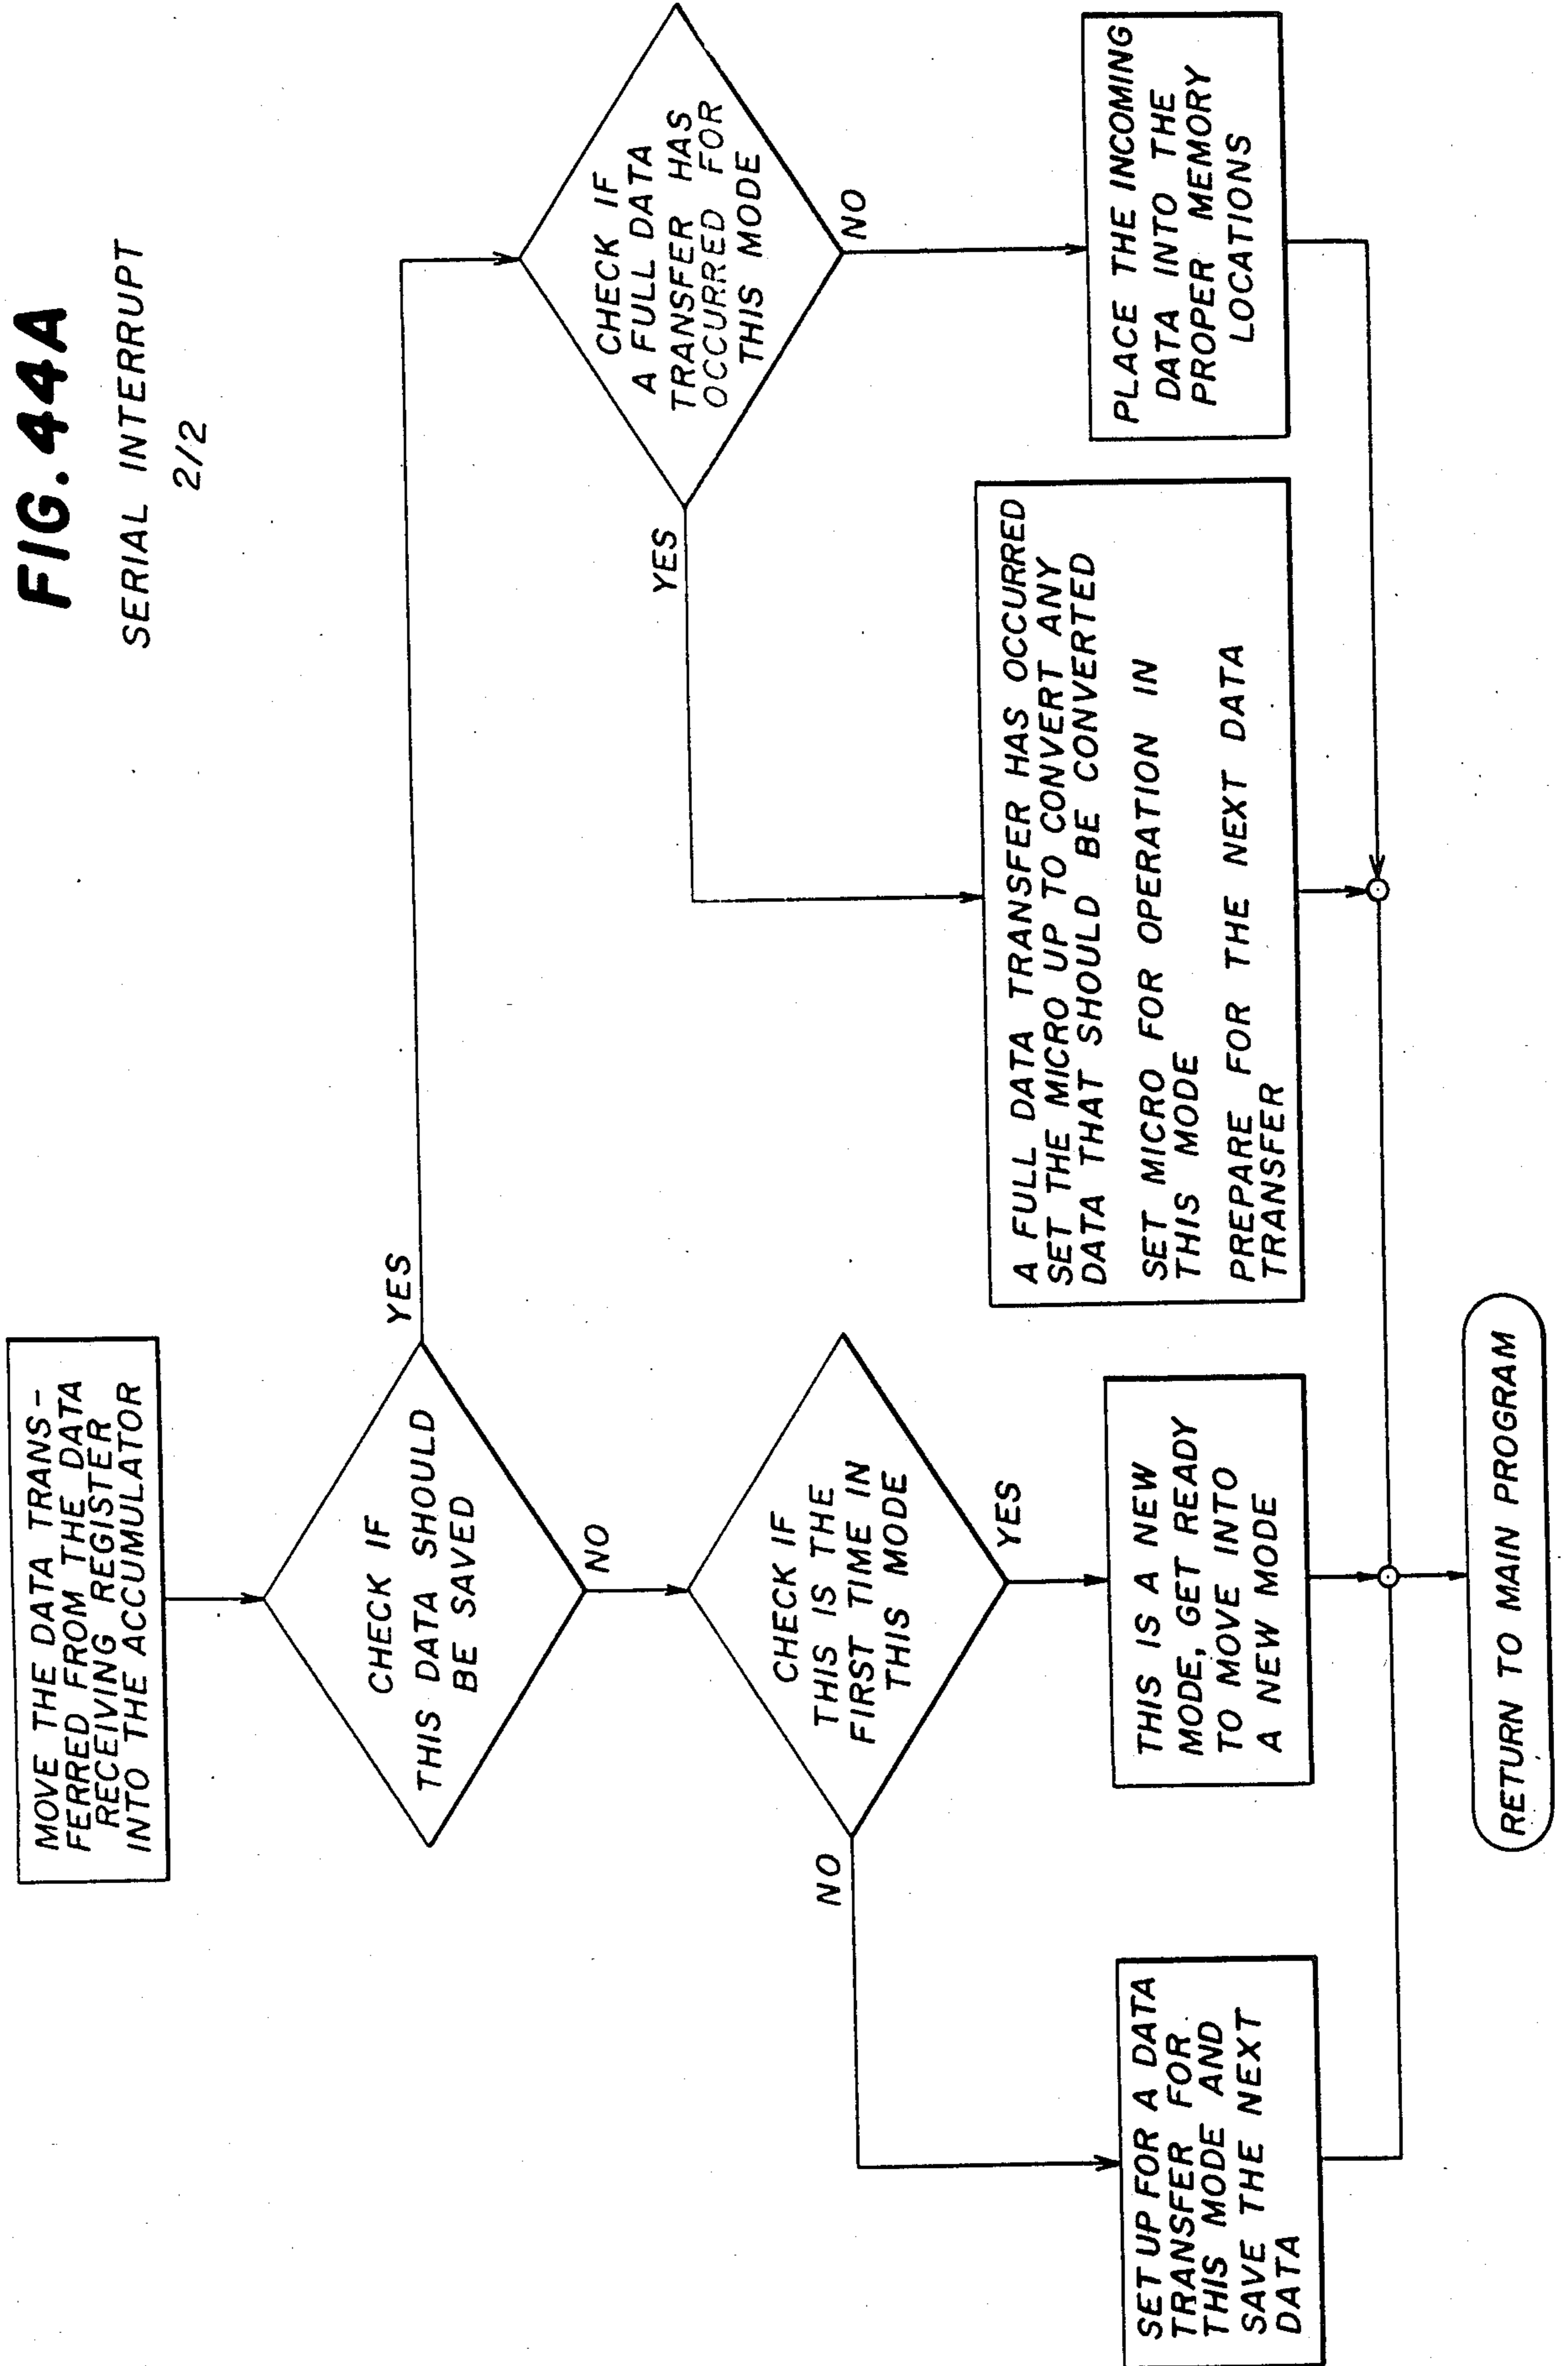 FIG. 44A
SERIAL INTERRUPT
2/2
MOVE THE DATA TRANS-
FERRED FROM THE DATA
RECEIVING REGISTER
INTO THE ACCUMULATOR
CHECK IF
THIS DATA SHOULD
BE SAVED
YES
NO
CHECK IF
THIS IS THE
FIRST TIME IN
THIS MODE
NO
YES
CHECK IF
A FULL DATA
TRANSFER HAS
OCCURRED FOR
THIS MODE
YES
NO
SET UP FOR A DATA
TRANSFER FOR
THIS MODE AND
SAVE THE NEXT
DATA
THIS IS A NEW
MODE, GET READY
TO MOVE INTO
A NEW MODE
A FULL DATA TRANSFER HAS OCCURRED
SET THE MICRO UP TO CONVERT ANY
DATA THAT SHOULD BE CONVERTED
SET MICRO FOR OPERATION IN
THIS MODE
PREPARE FOR THE NEXT DATA
TRANSFER
PLACE THE INCOMING
DATA INTO THE
PROPER MEMORY
LOCATIONS
RETURN TO MAIN PROGRAM